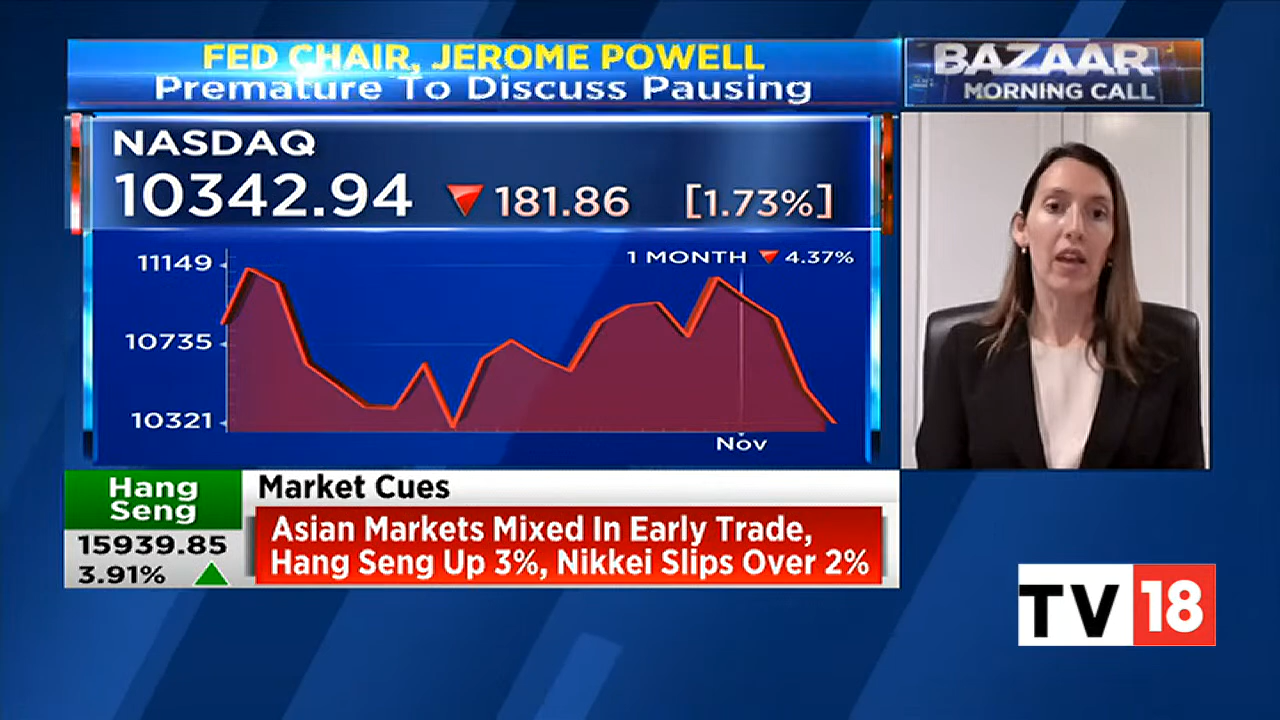 FED CHAIR, JEROME POWELL
Premature To Discuss Pausing
BAZAAR
MORNING CALL
NASDAQ
10342.94 ▼ 181.86 [1.73%]
1 MONTH ▼ 4.37%
11149
10735
10321
Nov
Hang
Seng
15939.85
3.91% ▲
Market Cues
Asian Markets Mixed In Early Trade,
Hang Seng Up 3%, Nikkei Slips Over 2%
TV 18